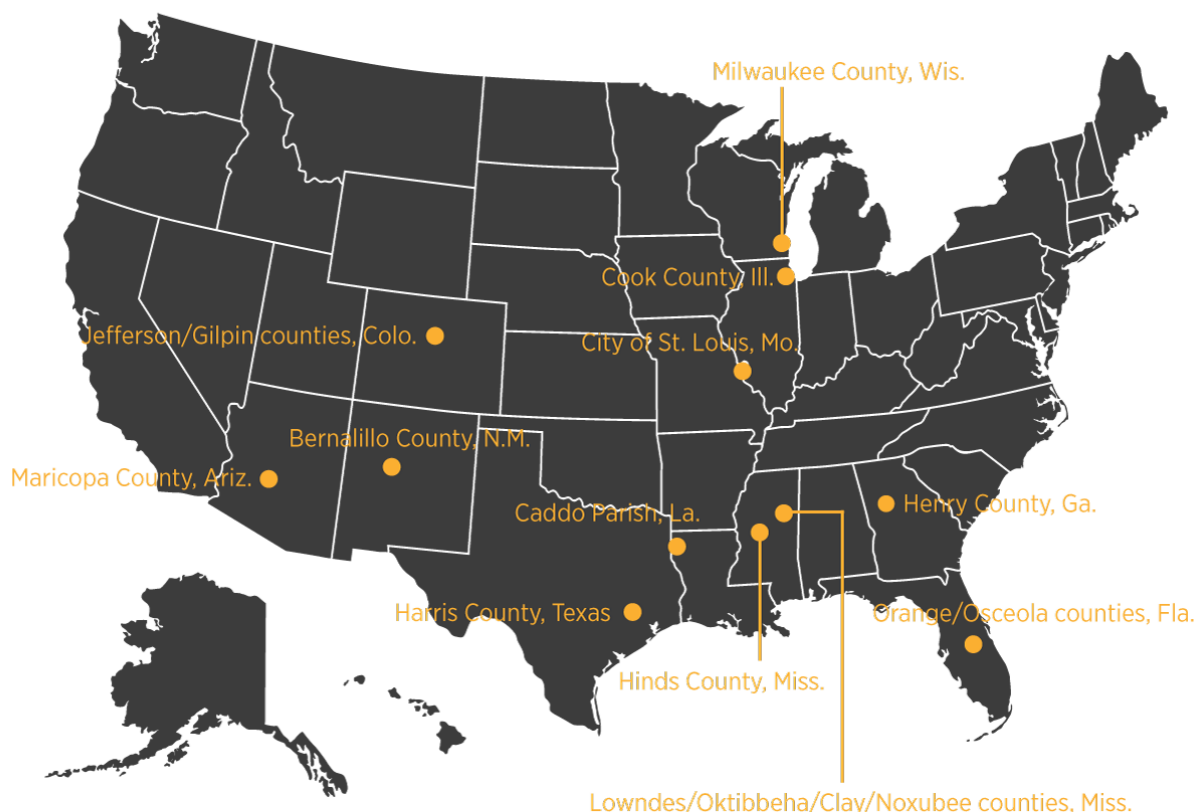 Milwaukee County, Wis.
Cook County, Ill.
Jefferson/Gilpin counties, Colo.
City of St. Louis, Mo.
Bernalillo County, N.M.
Maricopa County, Ariz.
Henry County, Ga.
Caddo Parish, La.
Harris County, Texas
Orange/Osceola counties, Fla.
Hinds County, Miss.
Lowndes/Oktibbeha/Clay/Noxubee counties, Miss.